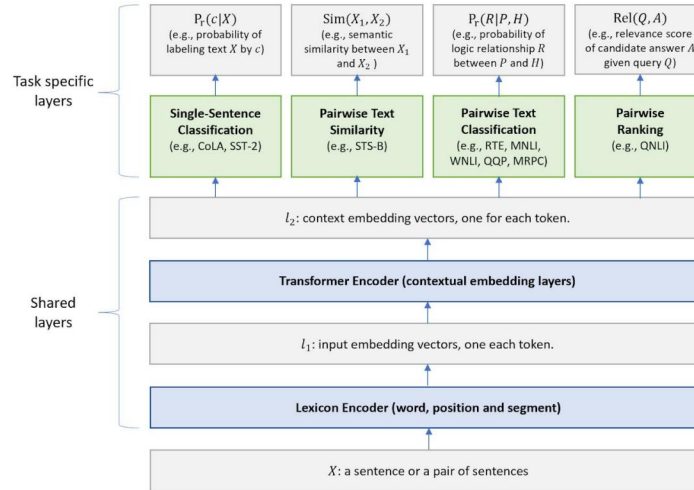 Pr(c|X)
(e.g., probability of
labeling text X by c)
Sim(X1, X2)
(e.g., semantic
similarity between X1
and X2 )
Pr(R|P, H)
(e.g., probability of
logic relationship R
between P and H)
Rel(Q, A)
(e.g., relevance score
of candidate answer A
given query Q)
Task specific
layers
Single-Sentence
Classification
(e.g., CoLA, SST-2)
Pairwise Text
Similarity
(e.g., STS-B)
Pairwise Text
Classification
(e.g., RTE, MNLI,
WNLI, QQP, MRPC)
Pairwise
Ranking
(e.g., QNLI)
l2: context embedding vectors, one for each token.
Transformer Encoder (contextual embedding layers)
Shared
layers
l1: input embedding vectors, one each token.
Lexicon Encoder (word, position and segment)
X: a sentence or a pair of sentences